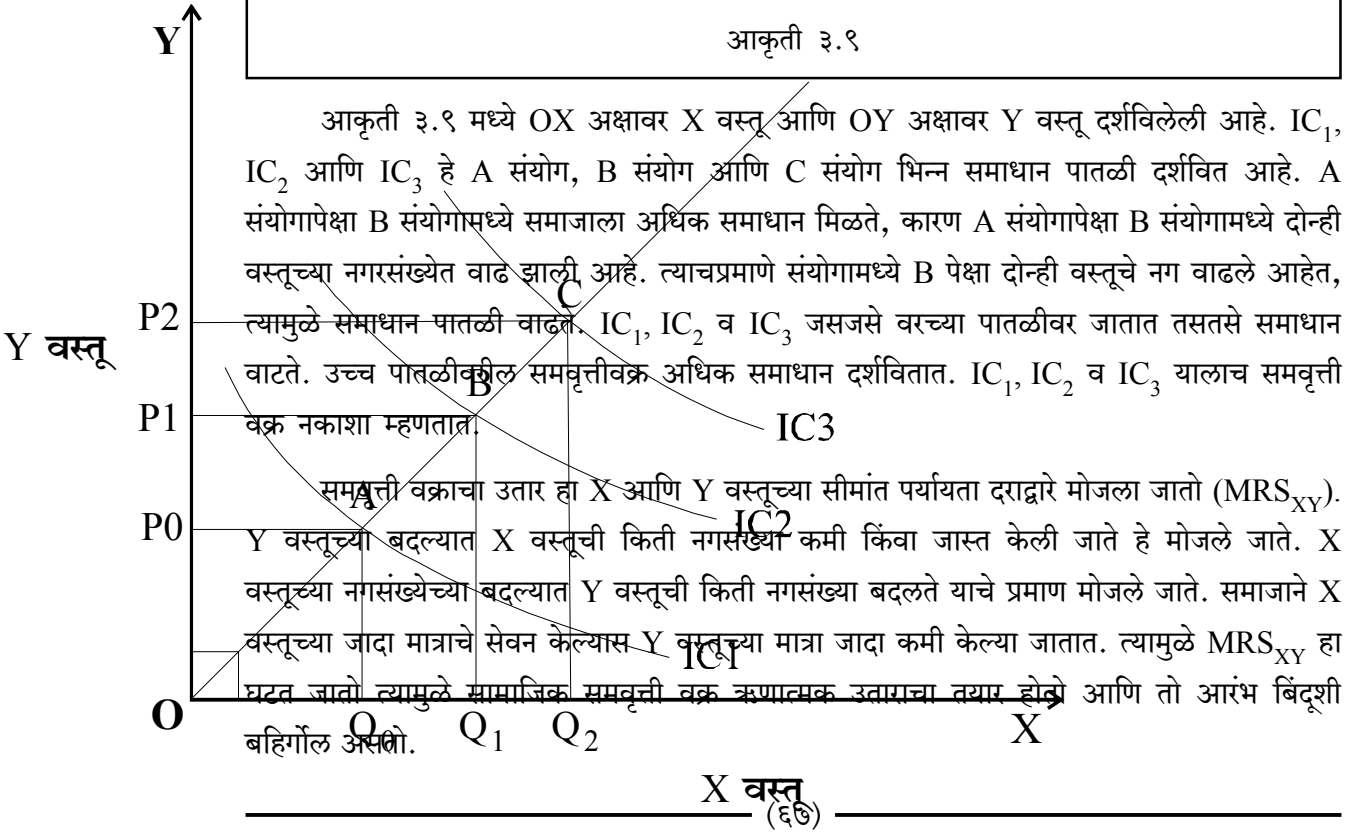 Y
आकृती ३.९
आकृती ३.९ मध्ये OX अक्षावर X वस्तू आणि OY अक्षावर Y वस्तू दर्शविलेली आहे. IC₁,
IC₂ आणि IC₃ हे A संयोग, B संयोग आणि C संयोग भिन्न समाधान पातळी दर्शवित आहे. A
संयोगापेक्षा B संयोगामध्ये समाजाला अधिक समाधान मिळते, कारण A संयोगापेक्षा B संयोगामध्ये दोन्ही
वस्तूच्या नगरसंख्येत वाढ झाली आहे. त्याचप्रमाणे संयोगामध्ये B पेक्षा दोन्ही वस्तूचे नग वाढले आहेत,
त्यामुळे समाधान पातळी वाढते. IC₁, IC₂ व IC₃ जसजसे वरच्या पातळीवर जातात तसतसे समाधान
वाटते. उच्च पातळीवरील समवृत्तीवक्र अधिक समाधान दर्शवितात. IC₁, IC₂ व IC₃ यालाच समवृत्ती
वक्र नकाशा म्हणतात.
समवृत्ती वक्राचा उतार हा X आणि Y वस्तूच्या सीमांत पर्यायता दराद्वारे मोजला जातो (MRS_XY).
Y वस्तूच्या बदल्यात X वस्तूची किती नगसंख्या कमी किंवा जास्त केली जाते हे मोजले जाते. X
वस्तूच्या नगसंख्येच्या बदल्यात Y वस्तूची किती नगसंख्या बदलते याचे प्रमाण मोजले जाते. समाजाने X
वस्तूच्या जादा मात्राचे सेवन केल्यास Y वस्तूच्या मात्रा जादा कमी केल्या जातात. त्यामुळे MRS_XY हा
घटत जातो त्यामुळे सामाजिक समवृत्ती वक्र ऋणात्मक उताराचा तयार होतो आणि तो आरंभ बिंदूशी
बहिर्गोल असतो.
C
P2
Y वस्तू
B
P1
IC3
A
P0
IC2
IC1
O
Q0
Q₁
Q₂
X
X वस्तू
(६७)